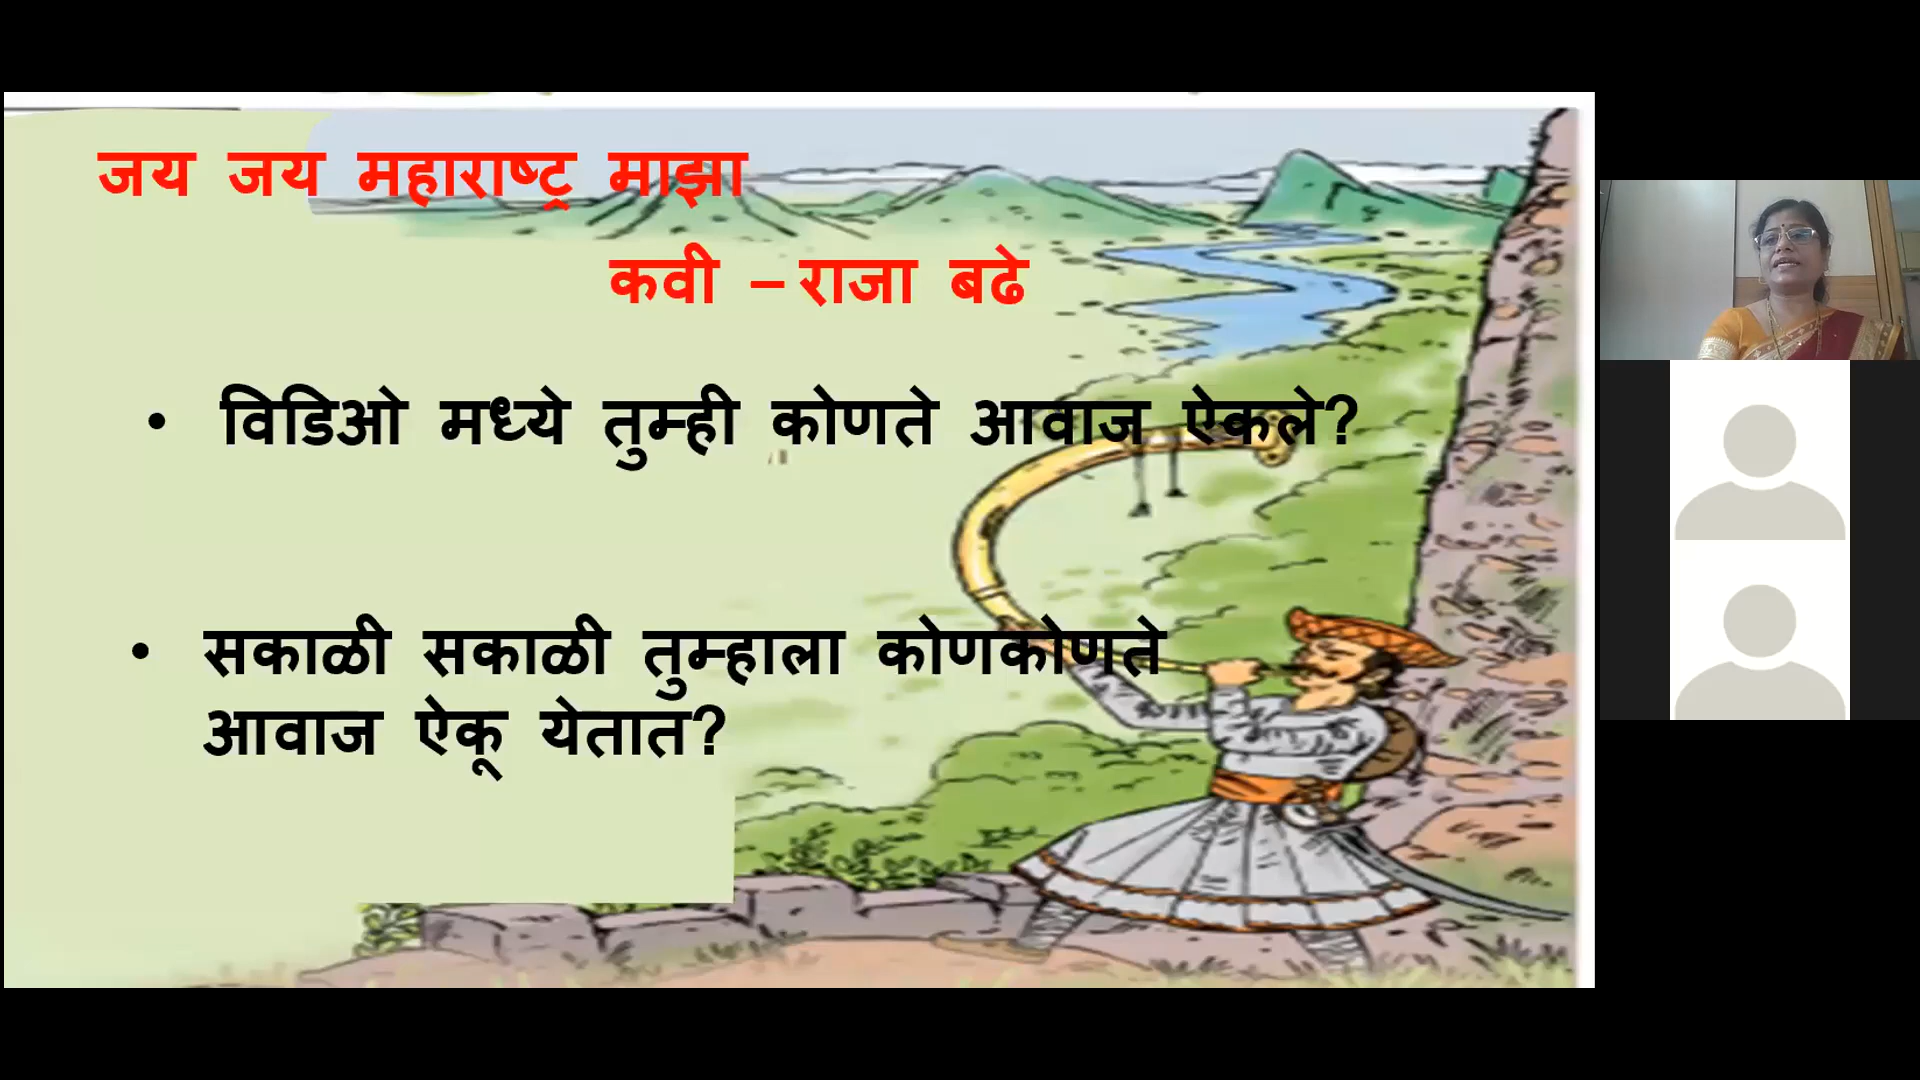 जय जय महाराष्ट्र माझा
कवी – राजा बढे
• विडिओ मध्ये तुम्ही कोणते आवाज ऐकले?
• सकाळी सकाळी तुम्हाला कोणकोणते
आवाज ऐकू येतात?